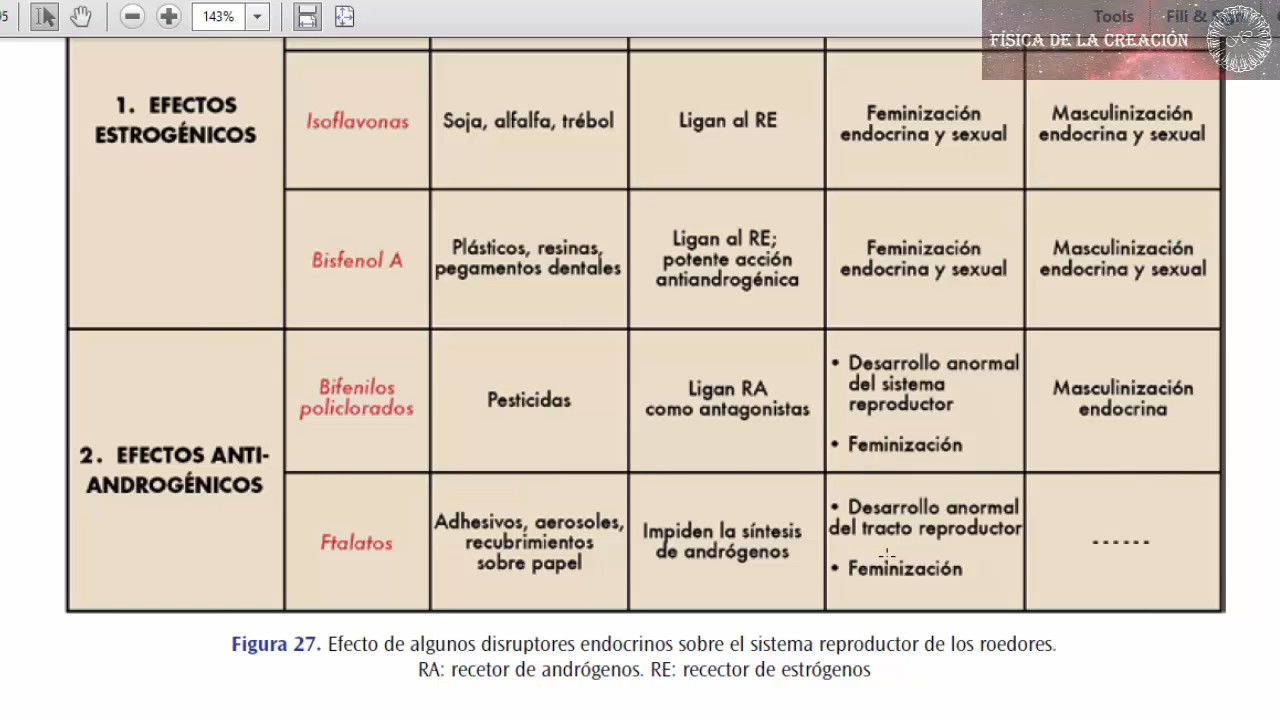 95
143%
Tools
Fill &
FÍSICA DE LA CREACIÓN
1. EFECTOS
ESTROGÉNICOS
Isoflavonas
Soja, alfalfa, trébol
Ligan al RE
Feminización
endocrina y sexual
Masculinización
endocrina y sexual
Bisfenol A
Plásticos, resinas,
pegamentos dentales
Ligan al RE;
potente acción
antiandrogénica
Feminización
endocrina y sexual
Masculinización
endocrina y sexual
2. EFECTOS ANTI-
ANDROGÉNICOS
Bifenilos
policlorados
Pesticidas
Ligan RA
como antagonistas
• Desarrollo anormal
del sistema
reproductor
• Feminización
Masculinización
endocrina
Ftalatos
Adhesivos, aerosoles,
recubrimientos
sobre papel
Impiden la síntesis
de andrógenos
• Desarrollo anormal
del tracto reproductor
• Feminización
------
Figura 27. Efecto de algunos disruptores endocrinos sobre el sistema reproductor de los roedores.
RA: recetor de andrógenos. RE: recector de estrógenos